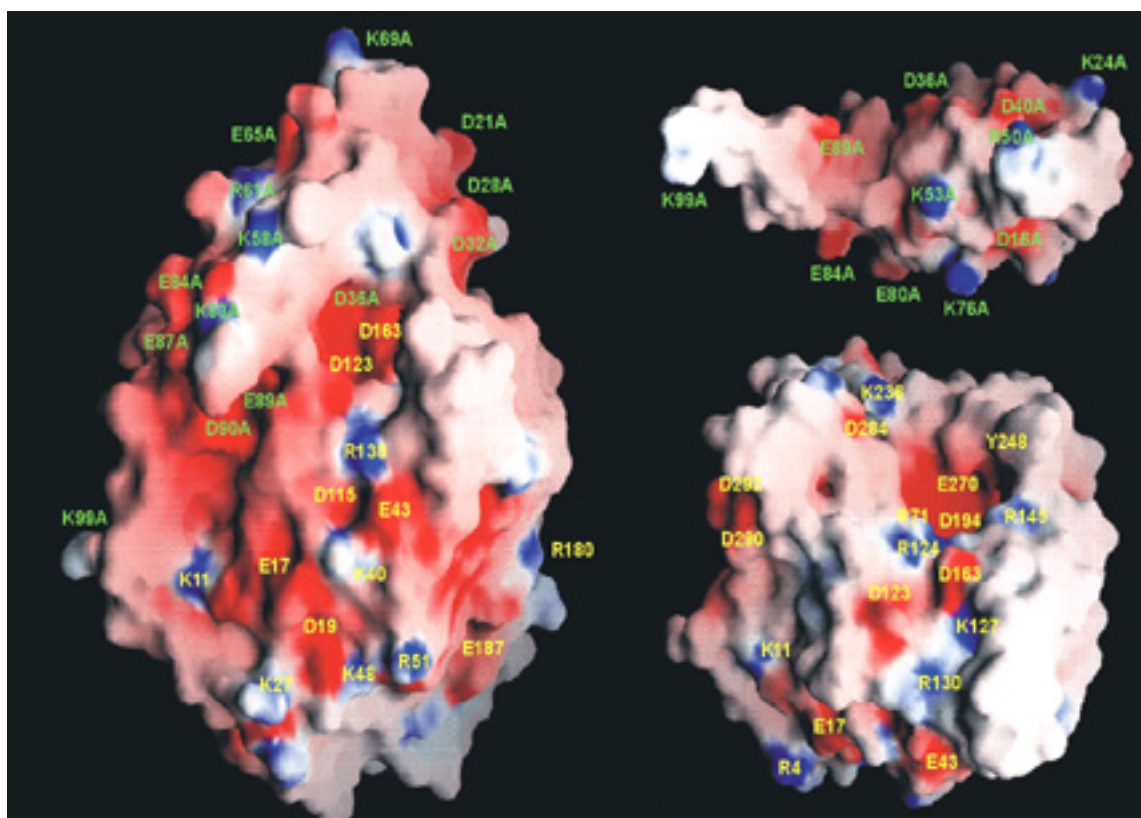 K69A
E65A
D21A
R61A
D28A
K58A
D32A
E84A
D36A
E87A
D163
D123
E89A
D90A
R138
D115
E43
K99A
R180
K11
E17
K40
D19
E187
R51
K48
K27
K24A
D36A
D40A
E89A
K99A
K53A
D16A
E84A
E80A
K76A
K236
D284
Y248
D292
E270
R71
D194
R145
D280
R124
D163
D123
K127
K11
R130
E17
R4
E43